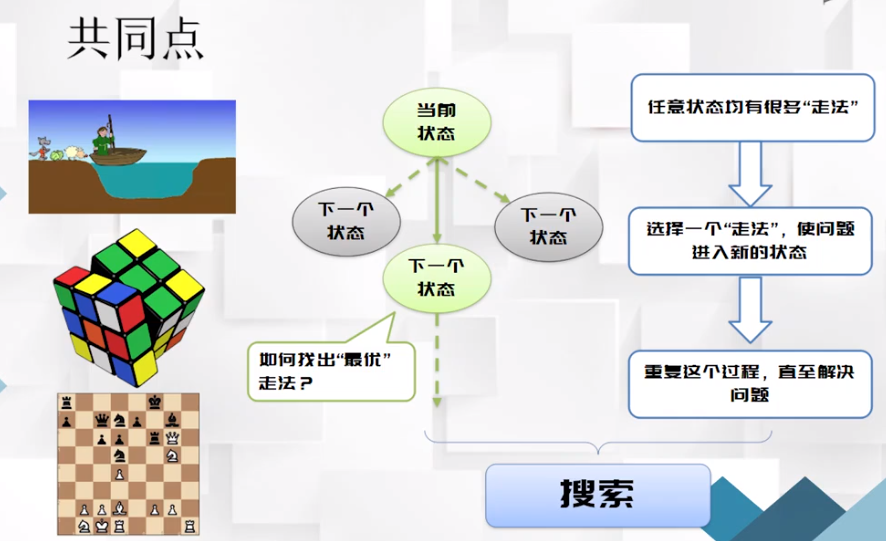 共同点
当前
状态
下一个
状态
下一个
状态
下一个
状态
如何找出“最优”
走法？
任意状态均有很多“走法”
选择一个“走法”，使问题
进入新的状态
重复这个过程，直至解决
问题
搜索